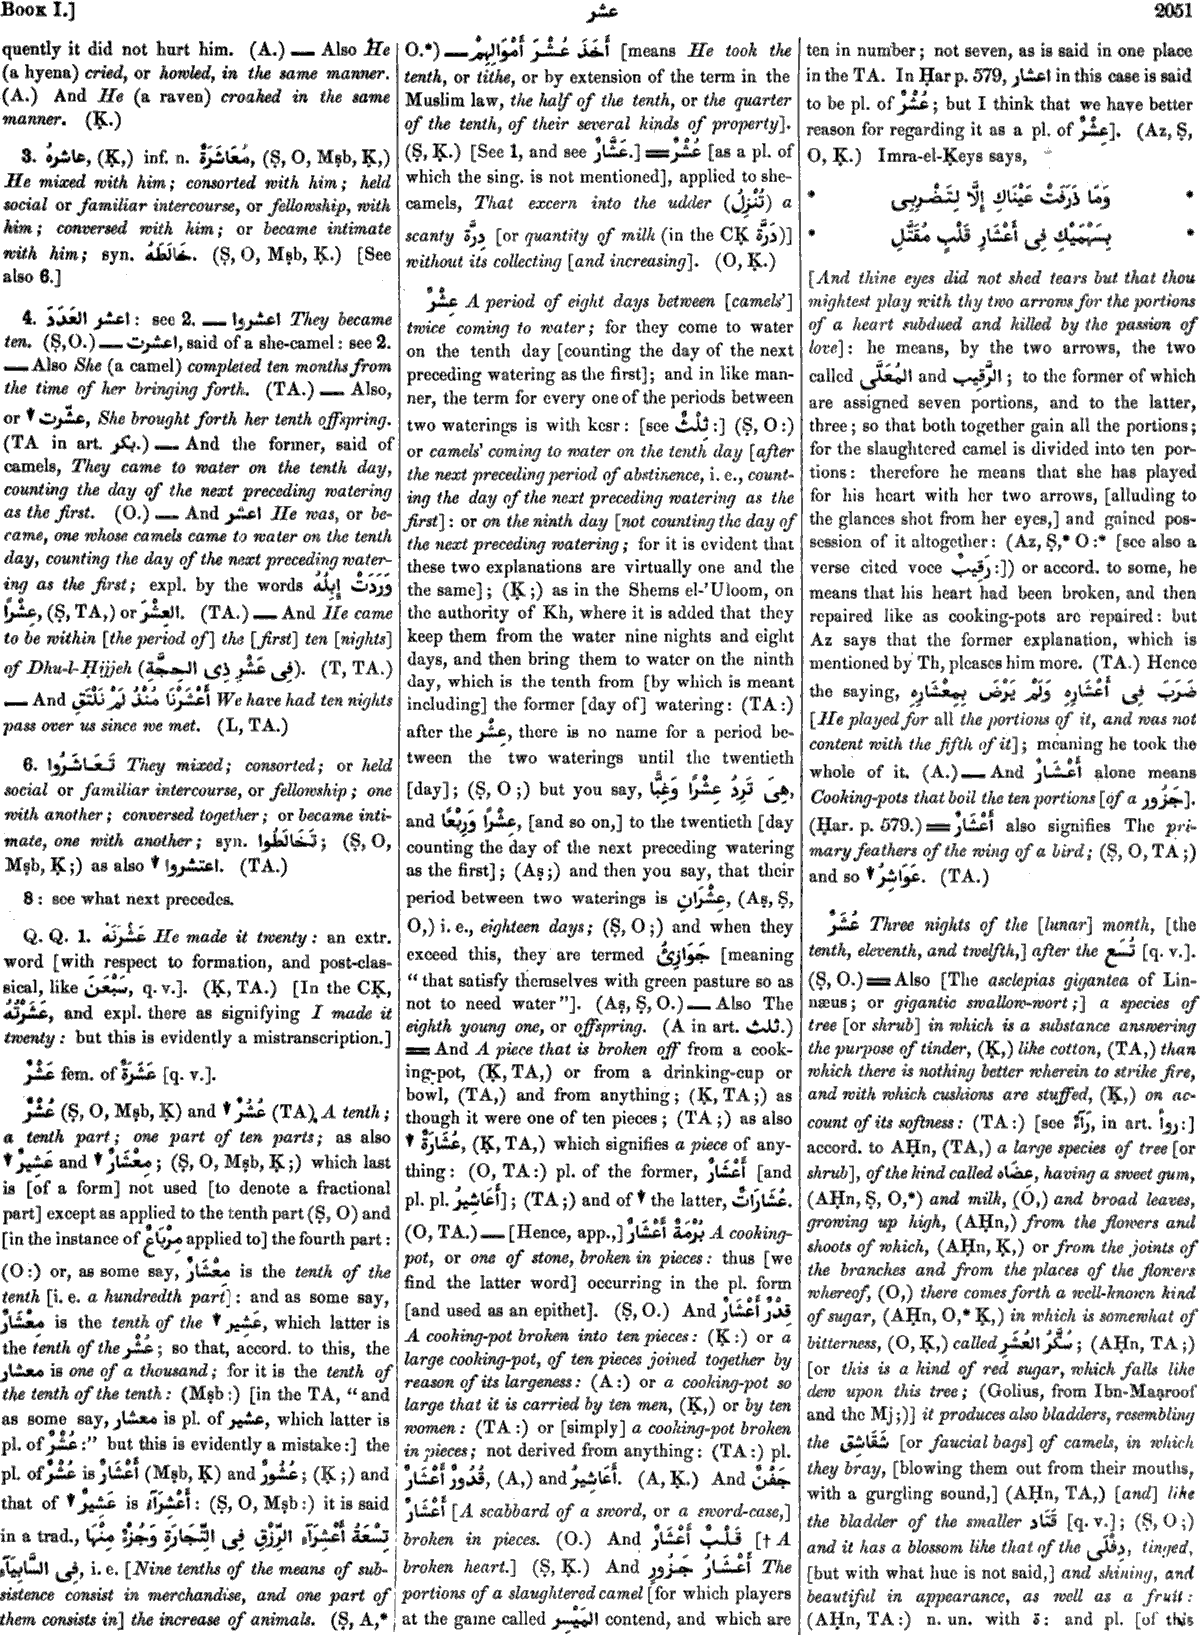 Book I.]
عشر
2051
quently it did not hurt him. (A.) — Also He
(a hyena) cried, or howled, in the same manner.
(A.) And He (a raven) croaked in the same
manner. (Ḳ.)
3. عاشرهُ, (Ḳ,) inf. n. مُعَاشَرَةٌ, (Ṣ, O, Mṣb, Ḳ,)
He mixed with him; consorted with him; held
social or familiar intercourse, or fellowship, with
him; conversed with him; or became intimate
with him; syn. خَالَطَهُ. (Ṣ, O, Mṣb, Ḳ.) [See
also 6.]
4. اعشر العَدَدَ: see 2. — اعشروا They became
ten. (Ṣ, O.) — اعشرت, said of a she-camel: see 2.
— Also She (a camel) completed ten months from
the time of her bringing forth. (TA.) — Also,
or ▼ عشّرت, She brought forth her tenth offspring.
(TA in art. بكر.) — And the former, said of
camels, They came to water on the tenth day,
counting the day of the next preceding watering
as the first. (O.) — And اعشر He was, or be-
came, one whose camels came to water on the tenth
day, counting the day of the next preceding water-
ing as the first; expl. by the words وَرَدَتْ إِبِلُهُ
عِشْرًا, (Ṣ, TA,) or العِشْرَ. (TA.) — And He came
to be within [the period of] the [first] ten [nights]
of Dhu-l-Ḥijjeh (فِى عَشْرِ ذِى الحِجَّةِ). (T, TA.)
— And أَعْشَرْنَا مُنْذُ لَمْ نَلْتَقِ We have had ten nights
pass over us since we met. (L, TA.)
6. تَعَاشَرُوا They mixed; consorted; or held
social or familiar intercourse, or fellowship; one
with another; conversed together; or became inti-
mate, one with another; syn. تَخَالَطُوا; (Ṣ, O,
Mṣb, Ḳ;) as also ▼ اعتشروا. (TA.)
8: see what next precedes.
Q. Q. 1. عَشْرَنَهُ He made it twenty: an extr.
word [with respect to formation, and post-clas-
sical, like سَبْعَنَ, q. v.]. (Ḳ, TA.) [In the CḲ,
عَشَرْتُهُ, and expl. there as signifying I made it
twenty: but this is evidently a mistranscription.]
عَشْرٌ fem. of عَشَرَةٌ [q. v.].
عُشْرٌ (Ṣ, O, Mṣb, Ḳ) and ▼ عُشُرٌ (TA) A tenth;
a tenth part; one part of ten parts; as also
▼ عَشِيرٌ and ▼ مِعْشَارٌ; (Ṣ, O, Mṣb, Ḳ;) which last
is [of a form] not used [to denote a fractional
part] except as applied to the tenth part (Ṣ, O) and
[in the instance of مِرْبَاعٌ applied to] the fourth part:
(O:) or, as some say, مِعْشَارٌ is the tenth of the
tenth [i. e. a hundredth part]: and as some say,
مِعْشَارٌ is the tenth of the ▼ عَشِير, which latter is
the tenth of the عُشْر; so that, accord. to this, the
معشار is one of a thousand; for it is the tenth of
the tenth of the tenth: (Mṣb:) [in the TA, “and
as some say, معشار is pl. of عشير, which latter is
pl. of عُشْرٌ:” but this is evidently a mistake:] the
pl. of عُشْرٌ is أَعْشَارٌ (Mṣb, Ḳ) and عُشُورٌ; (Ḳ;) and
that of ▼ عَشِيرٌ is أَعْشِرَآءُ: (Ṣ, O, Mṣb:) it is said
in a trad., تِسْعَةُ أَعْشِرَآءِ الرِّزْقِ فِى التِّجَارَةِ وَجُزْءٌ مِنْهَا
فِى السَّابِيَآءِ, i. e. [Nine tenths of the means of sub-
sistence consist in merchandise, and one part of
them consists in] the increase of animals. (Ṣ, A,*
O.*) — أَخَذَ عُشْرَ أَمْوَالِهِمْ [means He took the
tenth, or tithe, or by extension of the term in the
Muslim law, the half of the tenth, or the quarter
of the tenth, of their several kinds of property].
(Ṣ, Ḳ.) [See 1, and see عَشَّارٌ.] = عُشْرٌ [as a pl. of
which the sing. is not mentioned], applied to she-
camels, That excern into the udder (تُنْزِلُ) a
scanty دِرَّة [or quantity of milk (in the CḲ دَرَّة)]
without its collecting [and increasing]. (O, Ḳ.)
عِشْرٌ A period of eight days between [camels']
twice coming to water; for they come to water
on the tenth day [counting the day of the next
preceding watering as the first]; and in like man-
ner, the term for every one of the periods between
two waterings is with kesr: [see ثِلْثٌ:] (Ṣ, O:)
or camels' coming to water on the tenth day [after
the next preceding period of abstinence, i. e., count-
ing the day of the next preceding watering as the
first]: or on the ninth day [not counting the day of
the next preceding watering; for it is evident that
these two explanations are virtually one and the
the same]; (Ḳ;) as in the Shems el-'Uloom, on
the authority of Kh, where it is added that they
keep them from the water nine nights and eight
days, and then bring them to water on the ninth
day, which is the tenth from [by which is meant
including] the former [day of] watering: (TA:)
after the عِشْر, there is no name for a period be-
tween the two waterings until the twentieth
[day]; (Ṣ, O;) but you say, هِىَ تَرِدُ عِشْرًا وَغِبًّا,
and عِشْرًا وَرِبْعًا, [and so on,] to the twentieth [day
counting the day of the next preceding watering
as the first]; (Aṣ;) and then you say, that their
period between two waterings is عِشْرَانِ, (Aṣ, Ṣ,
O,) i. e., eighteen days; (Ṣ, O;) and when they
exceed this, they are termed جَوَازِئُ [meaning
“that satisfy themselves with green pasture so as
not to need water”]. (Aṣ, Ṣ, O.) — Also The
eighth young one, or offspring. (A in art. ثلث.)
= And A piece that is broken off from a cook-
ing-pot, (Ḳ, TA,) or from a drinking-cup or
bowl, (TA,) and from anything; (Ḳ, TA;) as
though it were one of ten pieces; (TA;) as also
▼ عُشَارَةٌ, (Ḳ, TA,) which signifies a piece of any-
thing: (O, TA:) pl. of the former, أَعْشَارٌ [and
pl. pl. أَعَاشِيرُ]; (TA;) and of ▼ the latter, عُشَارَاتٌ.
(O, TA.) — [Hence, app.,] بُرْمَةٌ أَعْشَارٌ A cooking-
pot, or one of stone, broken in pieces: thus [we
find the latter word] occurring in the pl. form
[and used as an epithet]. (Ṣ, O.) And قِدْرٌ أَعْشَارٌ
A cooking-pot broken into ten pieces: (Ḳ:) or a
large cooking-pot, of ten pieces joined together by
reason of its largeness: (A:) or a cooking-pot so
large that it is carried by ten men, (Ḳ,) or by ten
women: (TA:) or [simply] a cooking-pot broken
in pieces; not derived from anything: (TA:) pl.
قُدُورٌ أَعْشَارٌ, (A,) and أَعَاشِيرُ. (A, Ḳ.) And جَفْنٌ
أَعْشَارٌ [A scabbard of a sword, or a sword-case,]
broken in pieces. (O.) And قَلْبٌ أَعْشَارٌ [† A
broken heart.] (Ṣ, Ḳ.) And أَعْشَارُ جَزُورٍ The
portions of a slaughtered camel [for which players
at the game called المَيْسِر contend, and which are
ten in number; not seven, as is said in one place
in the TA. In Ḥar p. 579, اعشار in this case is said
to be pl. of عُشْرٌ; but I think that we have better
reason for regarding it as a pl. of عِشْرٌ]. (Az, Ṣ,
O, Ḳ.) Imra-el-Ḳeys says,
* وَمَا ذَرَفَتْ عَيْنَاكِ إِلَّا لِتَضْرِبِى *
* بِسَهْمَيْكِ فِى أَعْشَارِ قَلْبٍ مُقَتَّلِ *
[And thine eyes did not shed tears but that thou
mightest play with thy two arrows for the portions
of a heart subdued and killed by the passion of
love]: he means, by the two arrows, the two
called المُعَلَّى and الرَّقِيب; to the former of which
are assigned seven portions, and to the latter,
three; so that both together gain all the portions;
for the slaughtered camel is divided into ten por-
tions: therefore he means that she has played
for his heart with her two arrows, [alluding to
the glances shot from her eyes,] and gained pos-
session of it altogether: (Az, Ṣ,* O:* [see also a
verse cited voce رَقِيبٌ:]) or accord. to some, he
means that his heart had been broken, and then
repaired like as cooking-pots are repaired: but
Az says that the former explanation, which is
mentioned by Th, pleases him more. (TA.) Hence
the saying, ضَرَبَ فِى أَعْشَارِهِ وَلَمْ يَرْضَ بِمِعْشَارِهِ
[He played for all the portions of it, and was not
content with the fifth of it]; meaning he took the
whole of it. (A.) — And أَعْشَارٌ alone means
Cooking-pots that boil the ten portions [of a جَزُور].
(Ḥar. p. 579.) = أَعْشَارٌ also signifies The pri-
mary feathers of the wing of a bird; (Ṣ, O, TA;)
and so ▼ عَوَاشِرُ. (TA.)
عُشَرٌ Three nights of the [lunar] month, [the
tenth, eleventh, and twelfth,] after the تُسَع [q. v.].
(Ṣ, O.) = Also [The asclepias gigantea of Lin-
næus; or gigantic swallow-wort;] a species of
tree [or shrub] in which is a substance answering
the purpose of tinder, (Ḳ,) like cotton, (TA,) than
which there is nothing better wherein to strike fire,
and with which cushions are stuffed, (Ḳ,) on ac-
count of its softness: (TA:) [see رَآءٌ, in art. روأ:]
accord. to AḤn, (TA,) a large species of tree [or
shrub], of the kind called عضاه, having a sweet gum,
(AḤn, Ṣ, O,*) and milk, (O,) and broad leaves,
growing up high, (AḤn,) from the flowers and
shoots of which, (AḤn, Ḳ,) or from the joints of
the branches and from the places of the flowers
whereof, (O,) there comes forth a well-known kind
of sugar, (AḤn, O,* Ḳ,) in which is somewhat of
bitterness, (O, Ḳ,) called سُكَّرُ العُشَرِ; (AḤn, TA;)
[or this is a kind of red sugar, which falls like
dew upon this tree; (Golius, from Ibn-Maạroof
and the Mj;)] it produces also bladders, resembling
the شَقَاشِق [or faucial bags] of camels, in which
they bray, [blowing them out from their mouths,
with a gurgling sound,] (AḤn, TA,) [and] like
the bladder of the smaller قَتَاد [q. v.]; (Ṣ, O;)
and it has a blossom like that of the دِفْلَى, tinged,
[but with what hue is not said,] and shining, and
beautiful in appearance, as well as a fruit:
(AḤn, TA:) n. un. with ة: and pl. [of this